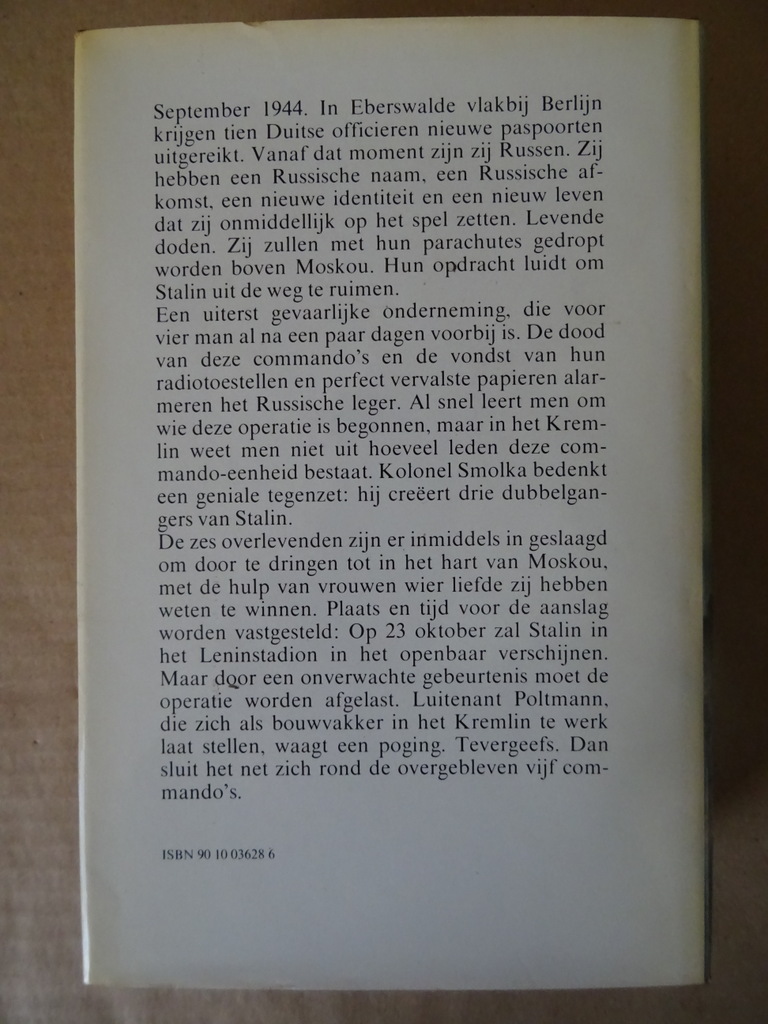 September 1944. In Eberswalde vlakbij Berlijn
krijgen tien Duitse officieren nieuwe paspoorten
uitgereikt. Vanaf dat moment zijn zij Russen. Zij
hebben een Russische naam, een Russische af-
komst, een nieuwe identiteit en een nieuw leven
dat zij onmiddellijk op het spel zetten. Levende
doden. Zij zullen met hun parachutes gedropt
worden boven Moskou. Hun opdracht luidt om
Stalin uit de weg te ruimen.
Een uiterst gevaarlijke onderneming, die voor
vier man al na een paar dagen voorbij is. De dood
van deze commando's en de vondst van hun
radiotoestellen en perfect vervalste papieren alar-
meren het Russische leger. Al snel leert men om
wie deze operatie is begonnen, maar in het Krem-
lin weet men niet uit hoeveel leden deze com-
mando-eenheid bestaat. Kolonel Smolka bedenkt
een geniale tegenzet: hij creëert drie dubbelgan-
gers van Stalin.
De zes overlevenden zijn er inmiddels in geslaagd
om door te dringen tot in het hart van Moskou,
met de hulp van vrouwen wier liefde zij hebben
weten te winnen. Plaats en tijd voor de aanslag
worden vastgesteld: Op 23 oktober zal Stalin in
het Leninstadion in het openbaar verschijnen.
Maar door een onverwachte gebeurtenis moet de
operatie worden afgelast. Luitenant Poltmann,
die zich als bouwvakker in het Kremlin te werk
laat stellen, waagt een poging. Tevergeefs. Dan
sluit het net zich rond de overgebleven vijf com-
mando's.
ISBN 90 10 03628 6